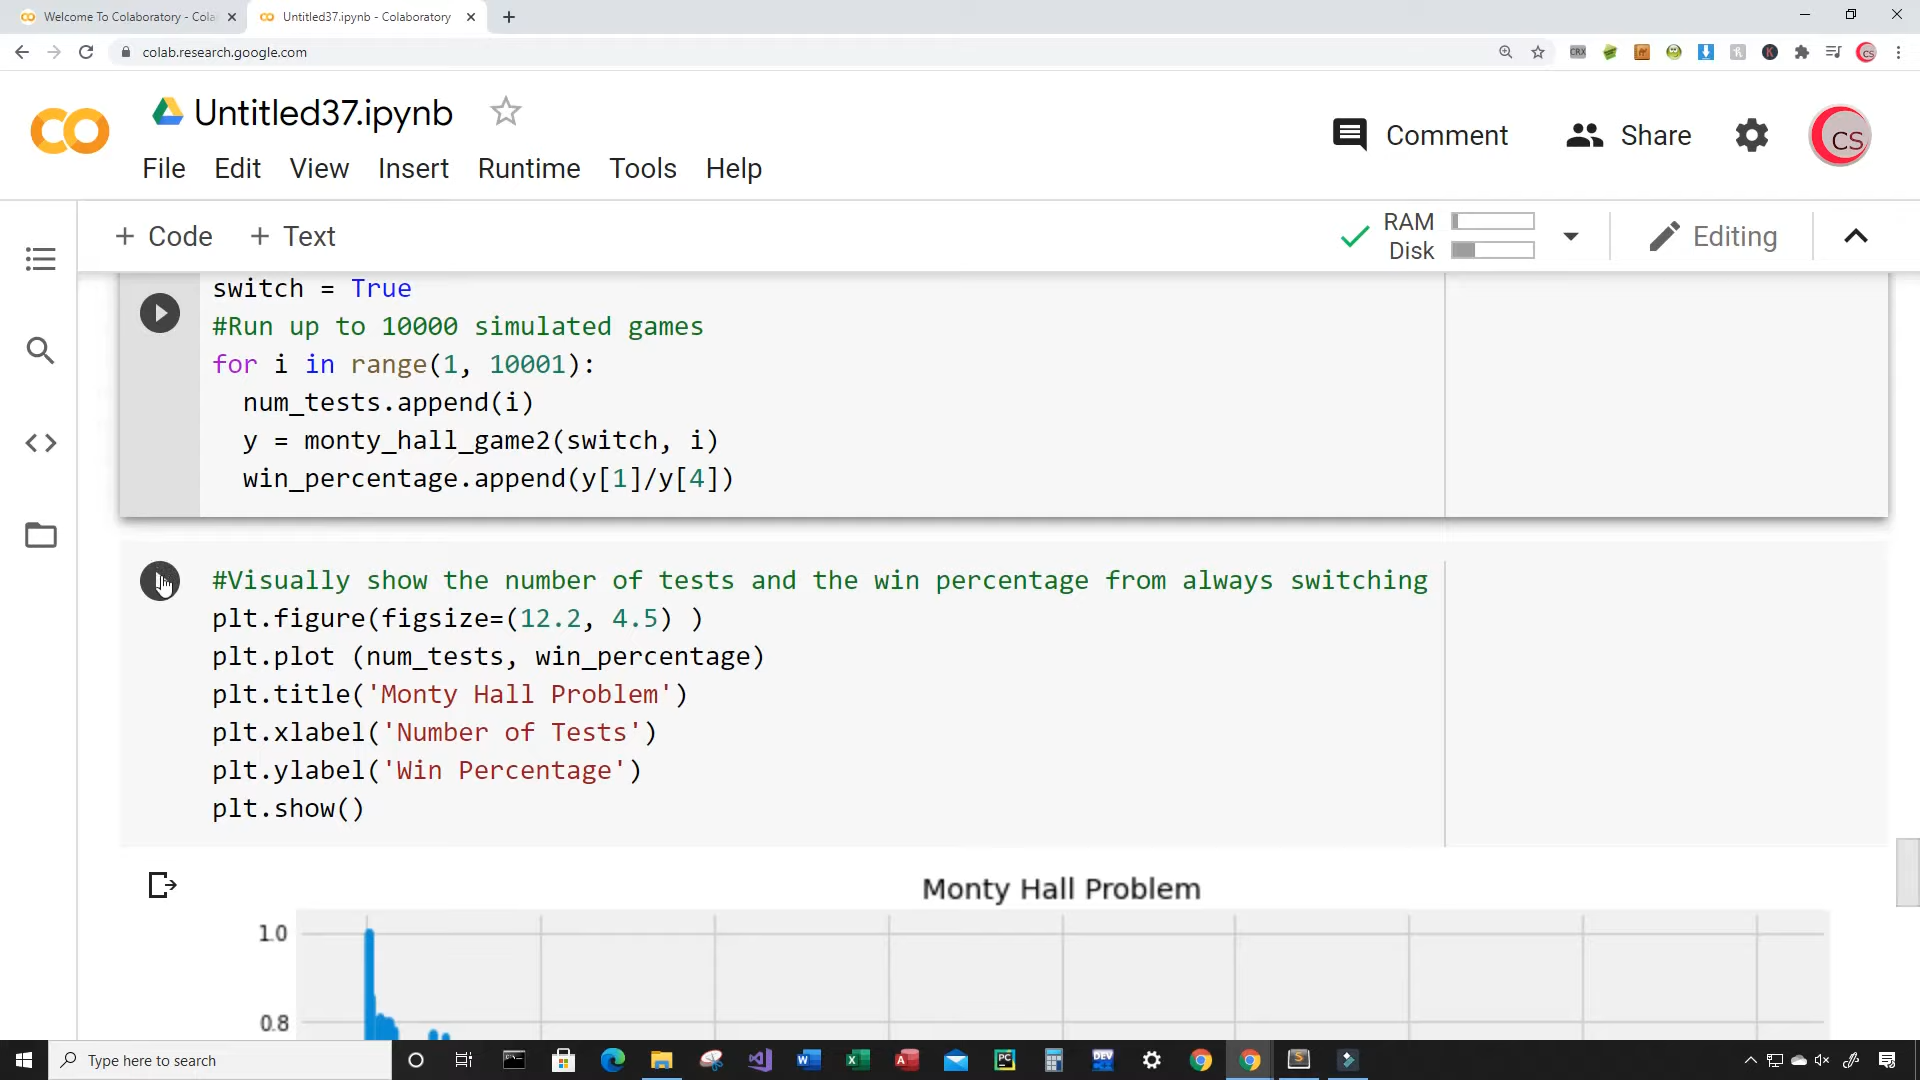 Welcome To Colaboratory - Cola
Untitled37.ipynb - Colaboratory
colab.research.google.com
CRX
CS
Untitled37.ipynb
Comment
Share
CS
File Edit View Insert Runtime Tools Help
+ Code + Text
RAM
Disk
Editing
switch = True
#Run up to 10000 simulated games
for i in range(1, 10001):
num_tests.append(i)
y = monty_hall_game2(switch, i)
win_percentage.append(y[1]/y[4])
#Visually show the number of tests and the win percentage from always switching
plt.figure(figsize=(12.2, 4.5) )
plt.plot (num_tests, win_percentage)
plt.title('Monty Hall Problem')
plt.xlabel('Number of Tests')
plt.ylabel('Win Percentage')
plt.show()
Monty Hall Problem
1.0
0.8
Type here to search
PC
DEV